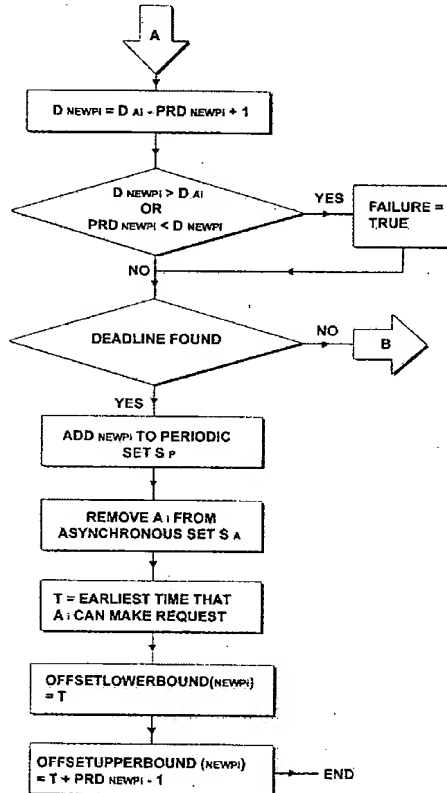 A
D NEWPi = D Ai - PRD NEWPi + 1
D NEWPi > D Ai
OR
PRD NEWPi < D NEWPi
YES
FAILURE =
TRUE
NO
DEADLINE FOUND
NO
B
YES
ADD NEWPi TO PERIODIC
SET S P
REMOVE A i FROM
ASYNCHRONOUS SET S A
T = EARLIEST TIME THAT
A i CAN MAKE REQUEST
OFFSETLOWERBOUND(NEWPi)
= T
OFFSETUPPERBOUND (NEWPi)
= T + PRD NEWPi - 1
END